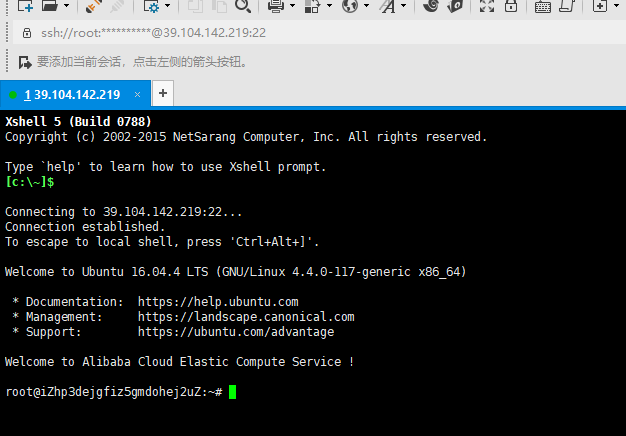 ssh://root:**********@39.104.142.219:22
要添加当前会话，点击左侧的箭头按钮。
1 39.104.142.219 × +
Xshell 5 (Build 0788)
Copyright (c) 2002-2015 NetSarang Computer, Inc. All rights reserved.
Type `help' to learn how to use Xshell prompt.
[c:\~]$
Connecting to 39.104.142.219:22...
Connection established.
To escape to local shell, press 'Ctrl+Alt+]'.
Welcome to Ubuntu 16.04.4 LTS (GNU/Linux 4.4.0-117-generic x86_64)
* Documentation:  https://help.ubuntu.com
* Management:     https://landscape.canonical.com
* Support:        https://ubuntu.com/advantage
Welcome to Alibaba Cloud Elastic Compute Service !
root@iZhp3dejgfiz5gmdohej2uZ:~#